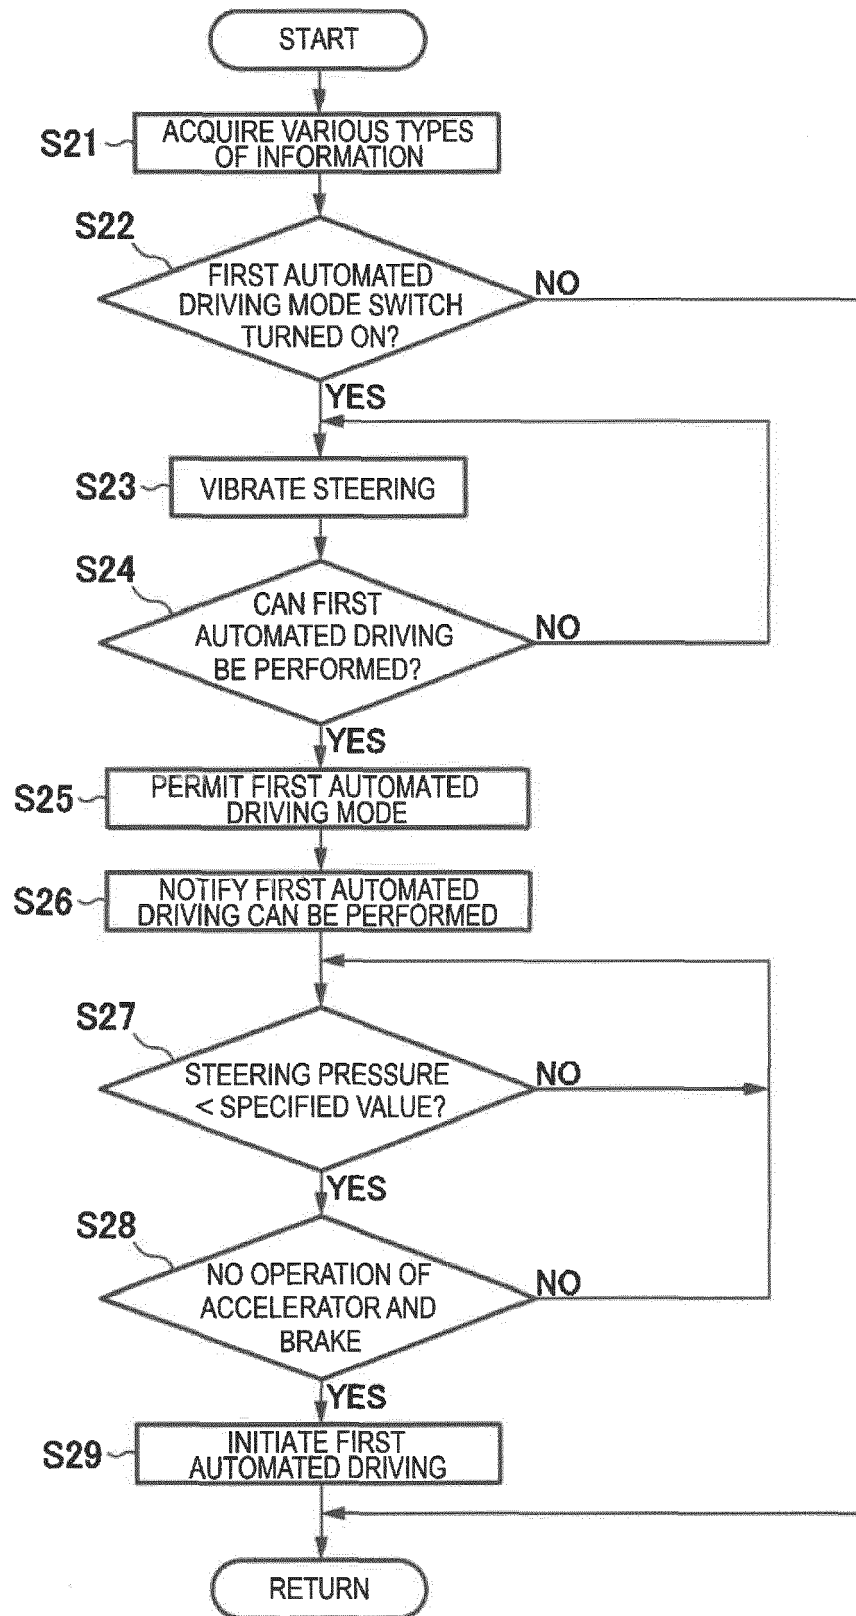 START
S21
ACQUIRE VARIOUS TYPES
OF INFORMATION
S22
FIRST AUTOMATED
DRIVING MODE SWITCH
TURNED ON?
NO
YES
S23
VIBRATE STEERING
S24
CAN FIRST
AUTOMATED DRIVING
BE PERFORMED?
NO
YES
S25
PERMIT FIRST AUTOMATED
DRIVING MODE
S26
NOTIFY FIRST AUTOMATED
DRIVING CAN BE PERFORMED
S27
STEERING PRESSURE
< SPECIFIED VALUE?
NO
YES
S28
NO OPERATION OF
ACCELERATOR AND
BRAKE
NO
YES
S29
INITIATE FIRST
AUTOMATED DRIVING
RETURN